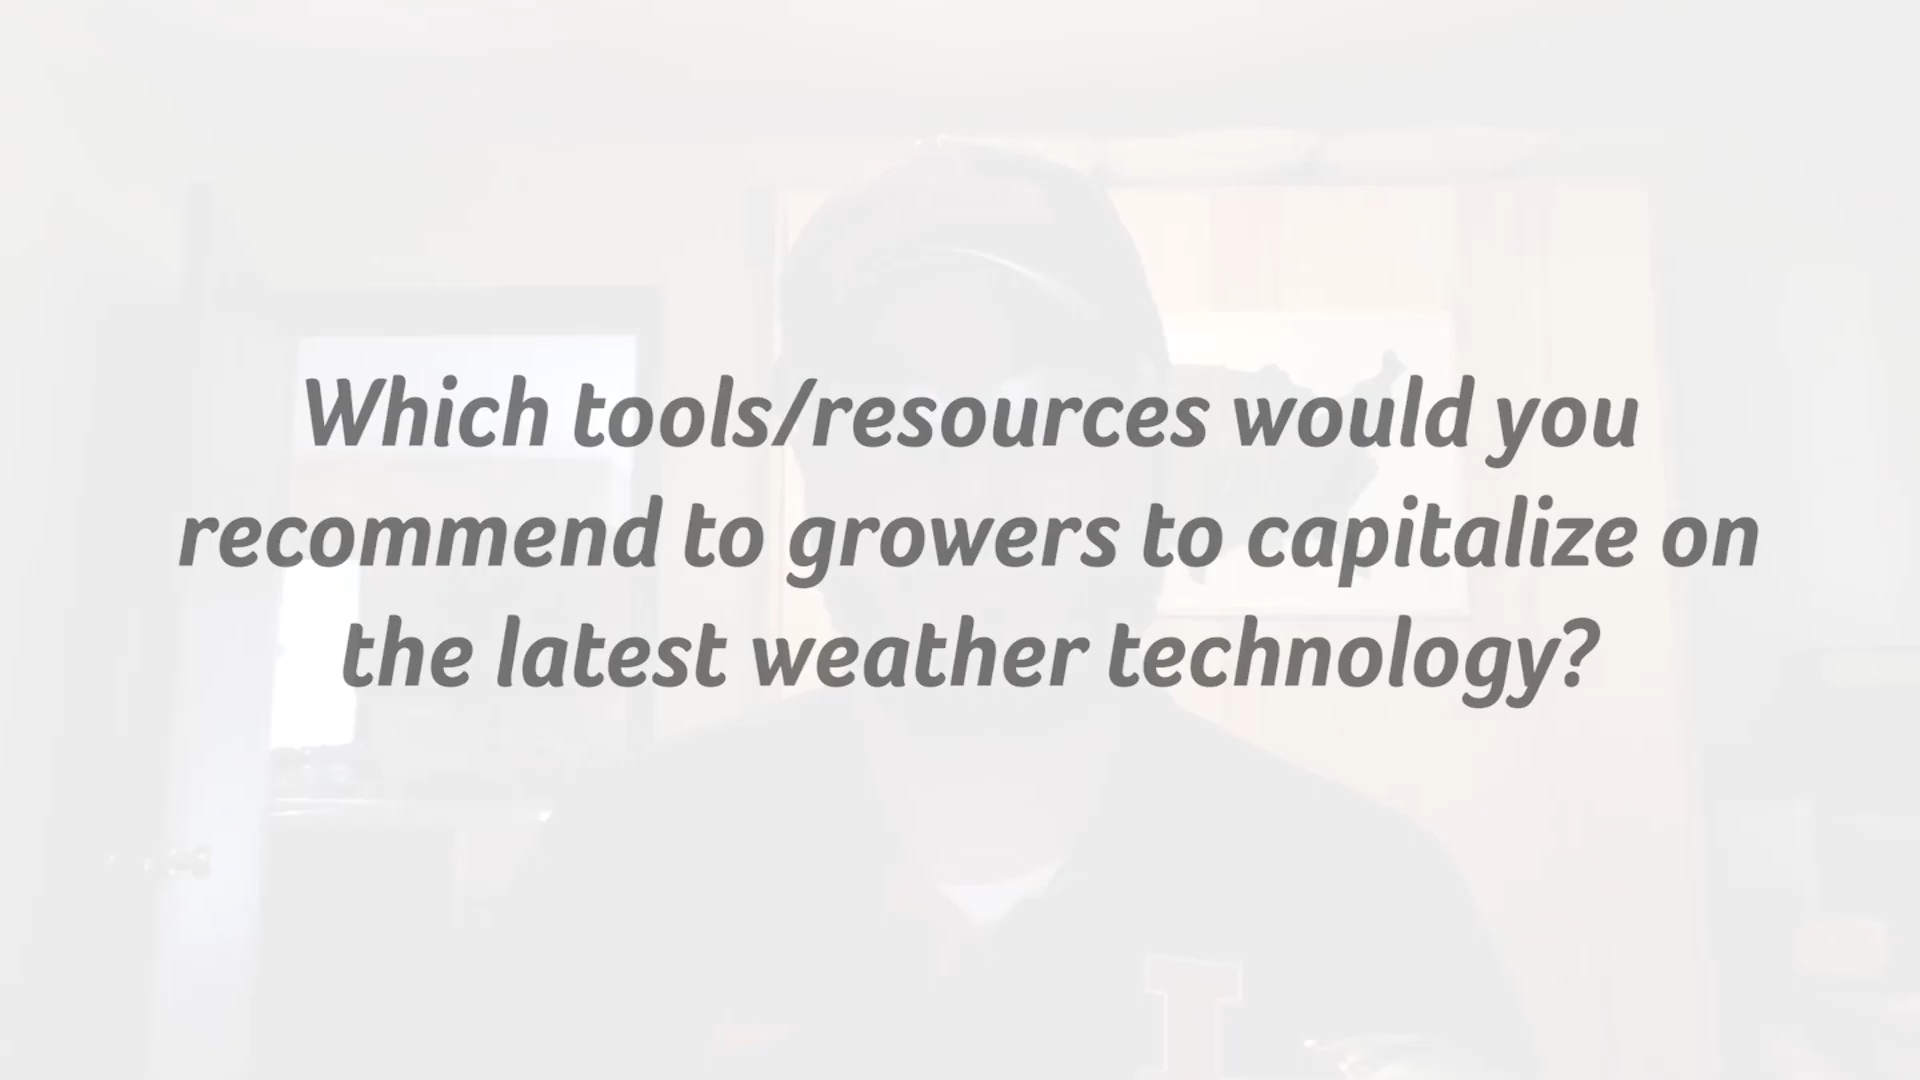 Which tools/resources would you
recommend to growers to capitalize on
the latest weather technology?